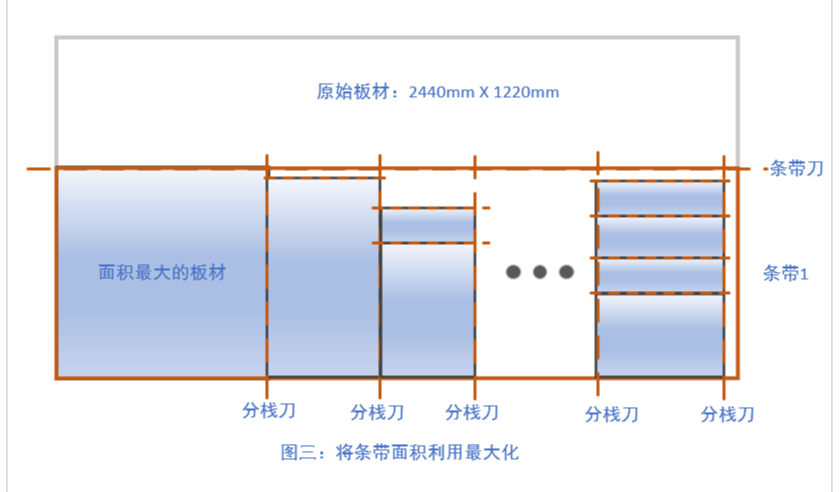 原始板材：2440mm X 1220mm
条带刀
面积最大的板材
条带1
分栈刀 分栈刀 分栈刀 分栈刀 分栈刀
图三：将条带面积利用最大化